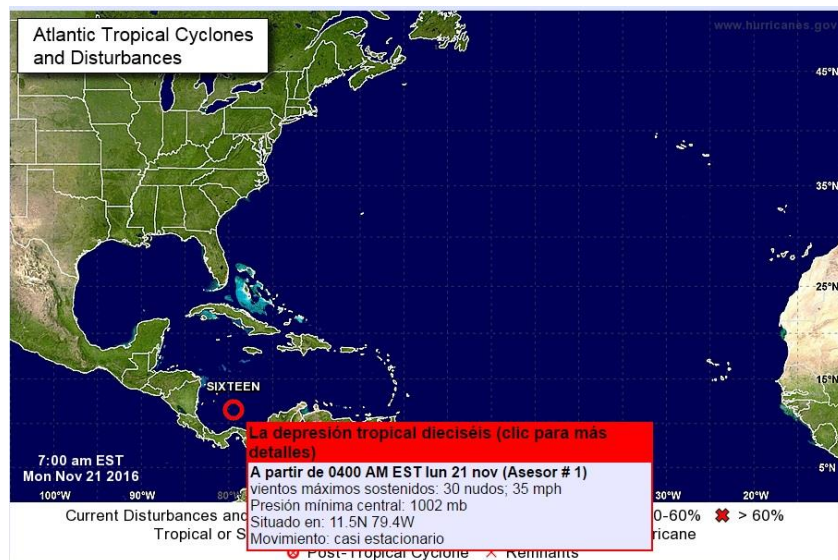 Atlantic Tropical Cyclones
and Disturbances
www.hurricanes.gov
45°N
35°N
25°N
15°N
5°N
SIXTEEN
La depresión tropical dieciséis (clic para más
detalles)
A partir de 0400 AM EST lun 21 nov (Asesor # 1)
vientos máximos sostenidos: 30 nudos; 35 mph
Presión mínima central: 1002 mb
Situado en: 11.5N 79.4W
Movimiento: casi estacionario
7:00 am EST
Mon Nov 21 2016
100°W 90°W 80°W 30°W 20°W
Current Disturbances and 0-60% > 60%
Tropical or S ricane
Post-Tropical Cyclone Remnants